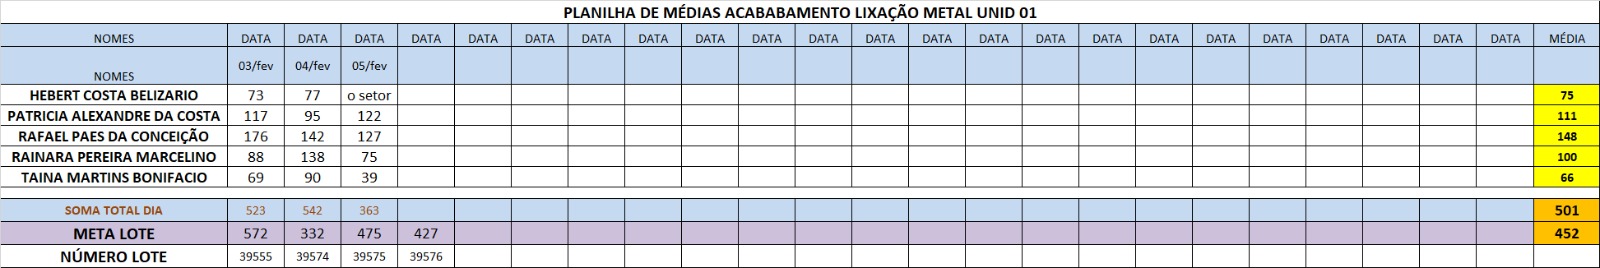 PLANILHA DE MÉDIAS ACABABAMENTO LIXAÇÃO METAL UNID 01
NOMES DATA DATA DATA DATA DATA DATA DATA DATA DATA DATA DATA DATA DATA DATA DATA DATA DATA DATA DATA DATA DATA DATA DATA MÉDIA
NOMES 03/fev 04/fev 05/fev
HEBERT COSTA BELIZARIO 73 77 o setor 75
PATRICIA ALEXANDRE DA COSTA 117 95 122 111
RAFAEL PAES DA CONCEIÇÃO 176 142 127 148
RAINARA PEREIRA MARCELINO 88 138 75 100
TAINA MARTINS BONIFACIO 69 90 39 66
SOMA TOTAL DIA 523 542 363 501
META LOTE 572 332 475 427 452
NÚMERO LOTE 39555 39574 39575 39576